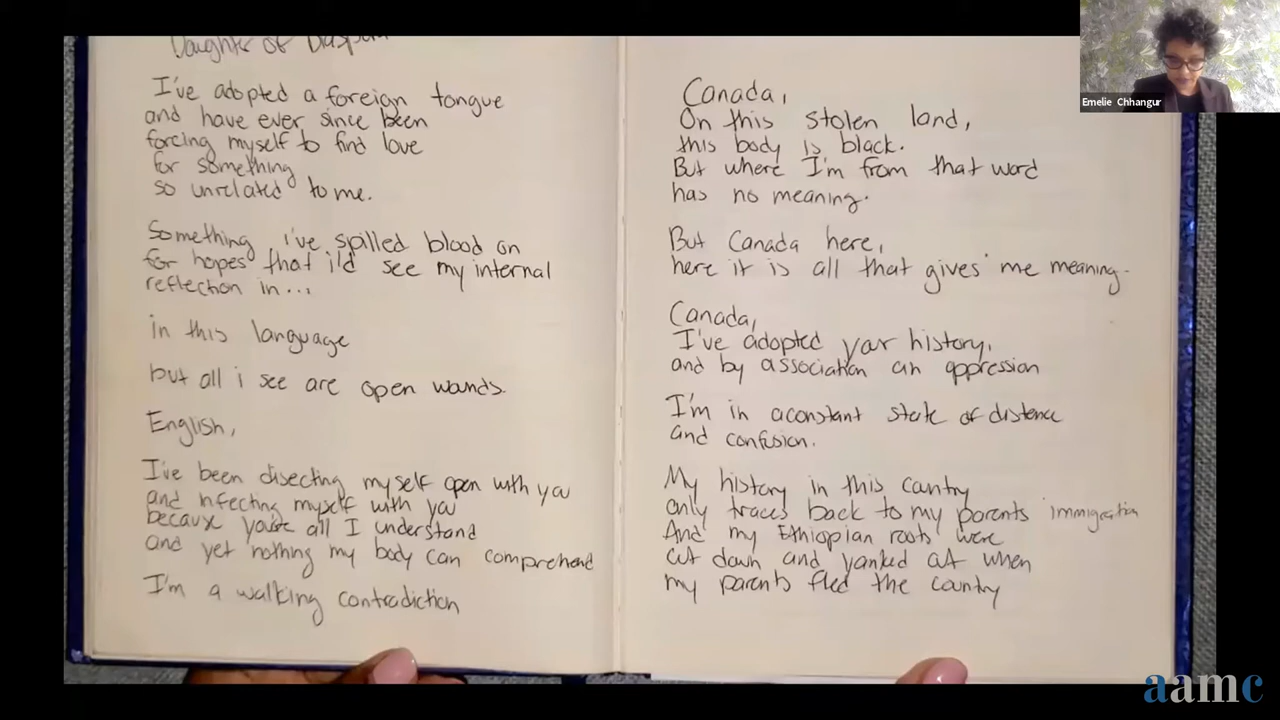 Daughter of Diaspora
I've adopted a foreign tongue
and have ever since been
forcing myself to find love
for something
so unrelated to me.
Something i've spilled blood on
for hopes that i'd see my internal
reflection in...
in this language
but all i see are open wands.
English,
I've been disecting myself open with you
and infecting myself with you
because you're all I understand
and yet nothing my body can comprehend
I'm a walking contradiction
Canada,
On this stolen land,
this body is black.
But where I'm from that word
has no meaning.
But Canada here,
here it is all that gives me meaning.
Canada,
I've adopted your history,
and by association an oppression
I'm in a constant state of distence
and confusion.
My history in this country
only traces back to my parents immigration
And my Ethiopian roots were
cut down and yanked out when
my parents fled the country
Emelie Chhangur
aamc